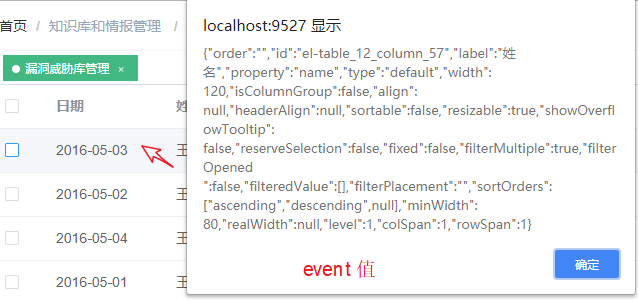 首页 / 知识库和情报管理 /
漏洞威胁库管理 ×
日期
2016-05-03 王
2016-05-02 王
2016-05-04 王
2016-05-01 王
localhost:9527 显示
{"order":"","id":"el-table_12_column_57","label":"姓
名","property":"name","type":"default","width":
120,"isColumnGroup":false,"align":
null,"headerAlign":null,"sortable":false,"resizable":true,"showOverfl
owTooltip":
false,"reserveSelection":false,"fixed":false,"filterMultiple":true,"filter
Opened
":false,"filteredValue":[],"filterPlacement":"","sortOrders":
["ascending","descending",null],"minWidth":
80,"realWidth":null,"level":1,"colSpan":1,"rowSpan":1}
event 值
确定